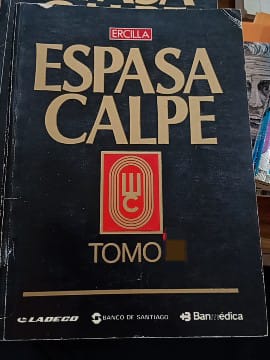 ERCILLA
ESPASA
CALPE
TOMO
LADECO BANCO DE SANTIAGO Banmédica